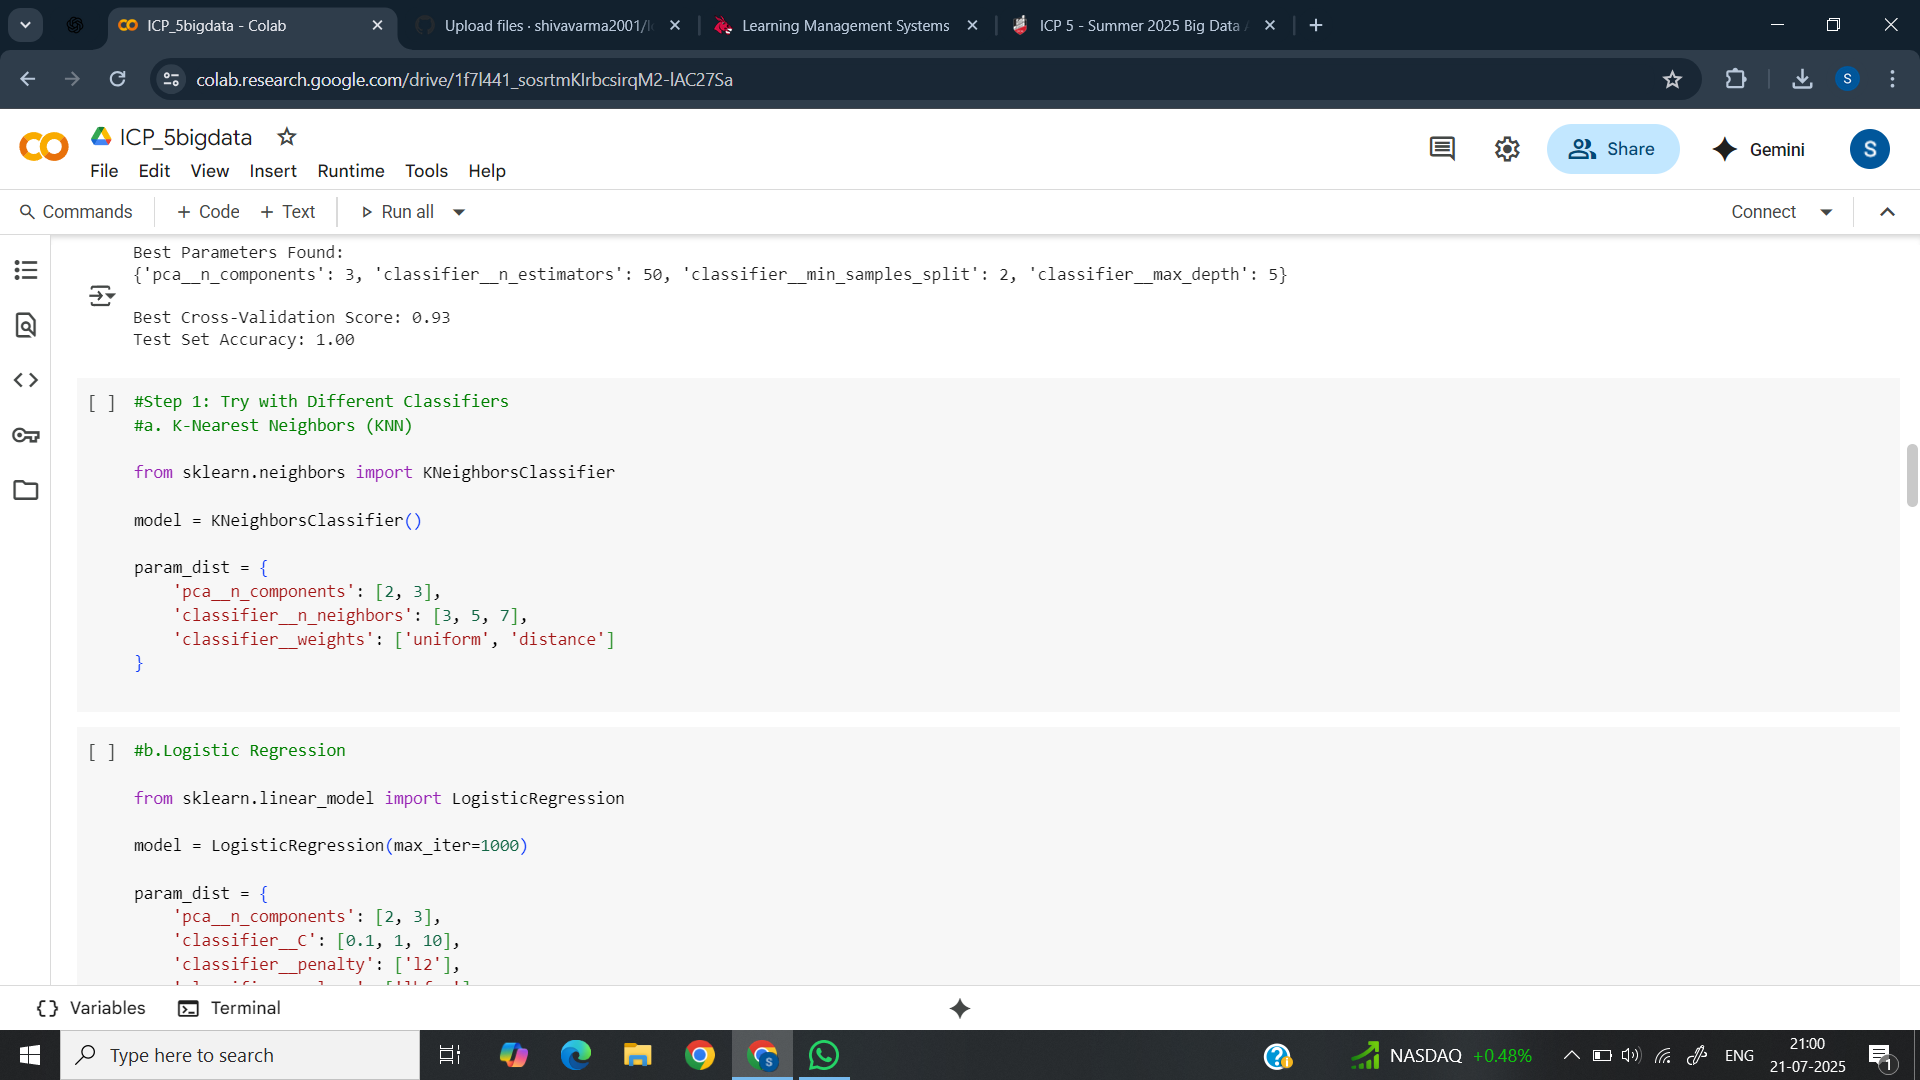 ICP_5bigdata - Colab
Upload files · shivavarma2001/
Learning Management Systems
ICP 5 - Summer 2025 Big Data
colab.research.google.com/drive/1f7l441_sosrtmKIrbcsirqM2-lAC27Sa
S
CO
ICP_5bigdata
Share
Gemini
S
File Edit View Insert Runtime Tools Help
Commands + Code + Text Run all
Connect
Best Parameters Found:
{'pca__n_components': 3, 'classifier__n_estimators': 50, 'classifier__min_samples_split': 2, 'classifier__max_depth': 5}
Best Cross-Validation Score: 0.93
Test Set Accuracy: 1.00
[ ] #Step 1: Try with Different Classifiers
#a. K-Nearest Neighbors (KNN)
from sklearn.neighbors import KNeighborsClassifier
model = KNeighborsClassifier()
param_dist = {
'pca__n_components': [2, 3],
'classifier__n_neighbors': [3, 5, 7],
'classifier__weights': ['uniform', 'distance']
}
[ ] #b.Logistic Regression
from sklearn.linear_model import LogisticRegression
model = LogisticRegression(max_iter=1000)
param_dist = {
'pca__n_components': [2, 3],
'classifier__C': [0.1, 1, 10],
'classifier__penalty': ['l2'],
{} Variables Terminal
Type here to search
S
NASDAQ +0.48%
ENG
21:00
21-07-2025
1